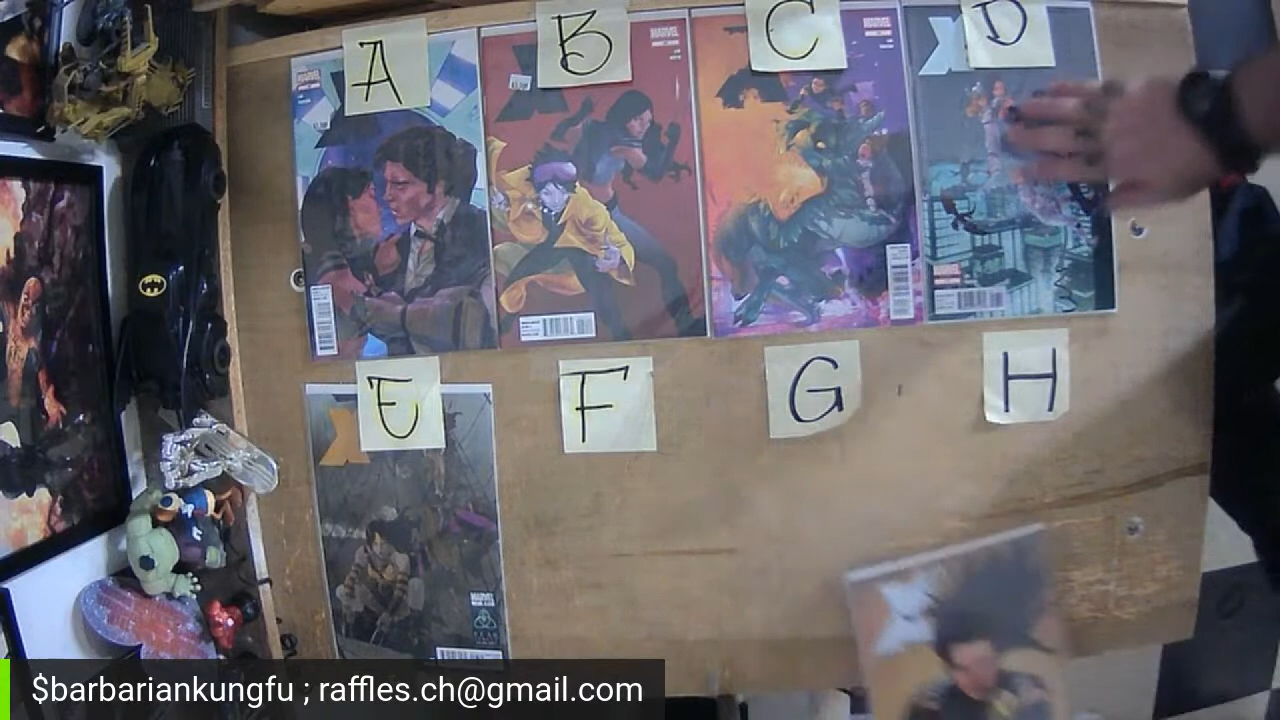 A
B
C
D
MARVEL
X
X
E
F
G
H
X
MARVEL
X
$barbariankungfu ; raffles.ch@gmail.com